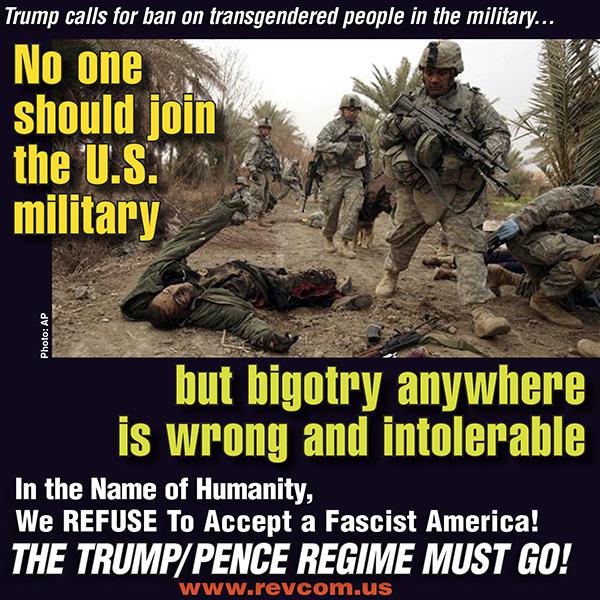 Trump calls for ban on transgendered people in the military...
No one
should join
the U.S.
military
Photo: AP
but bigotry anywhere
is wrong and intolerable
In the Name of Humanity,
We REFUSE To Accept a Fascist America!
THE TRUMP/PENCE REGIME MUST GO!
www.revcom.us